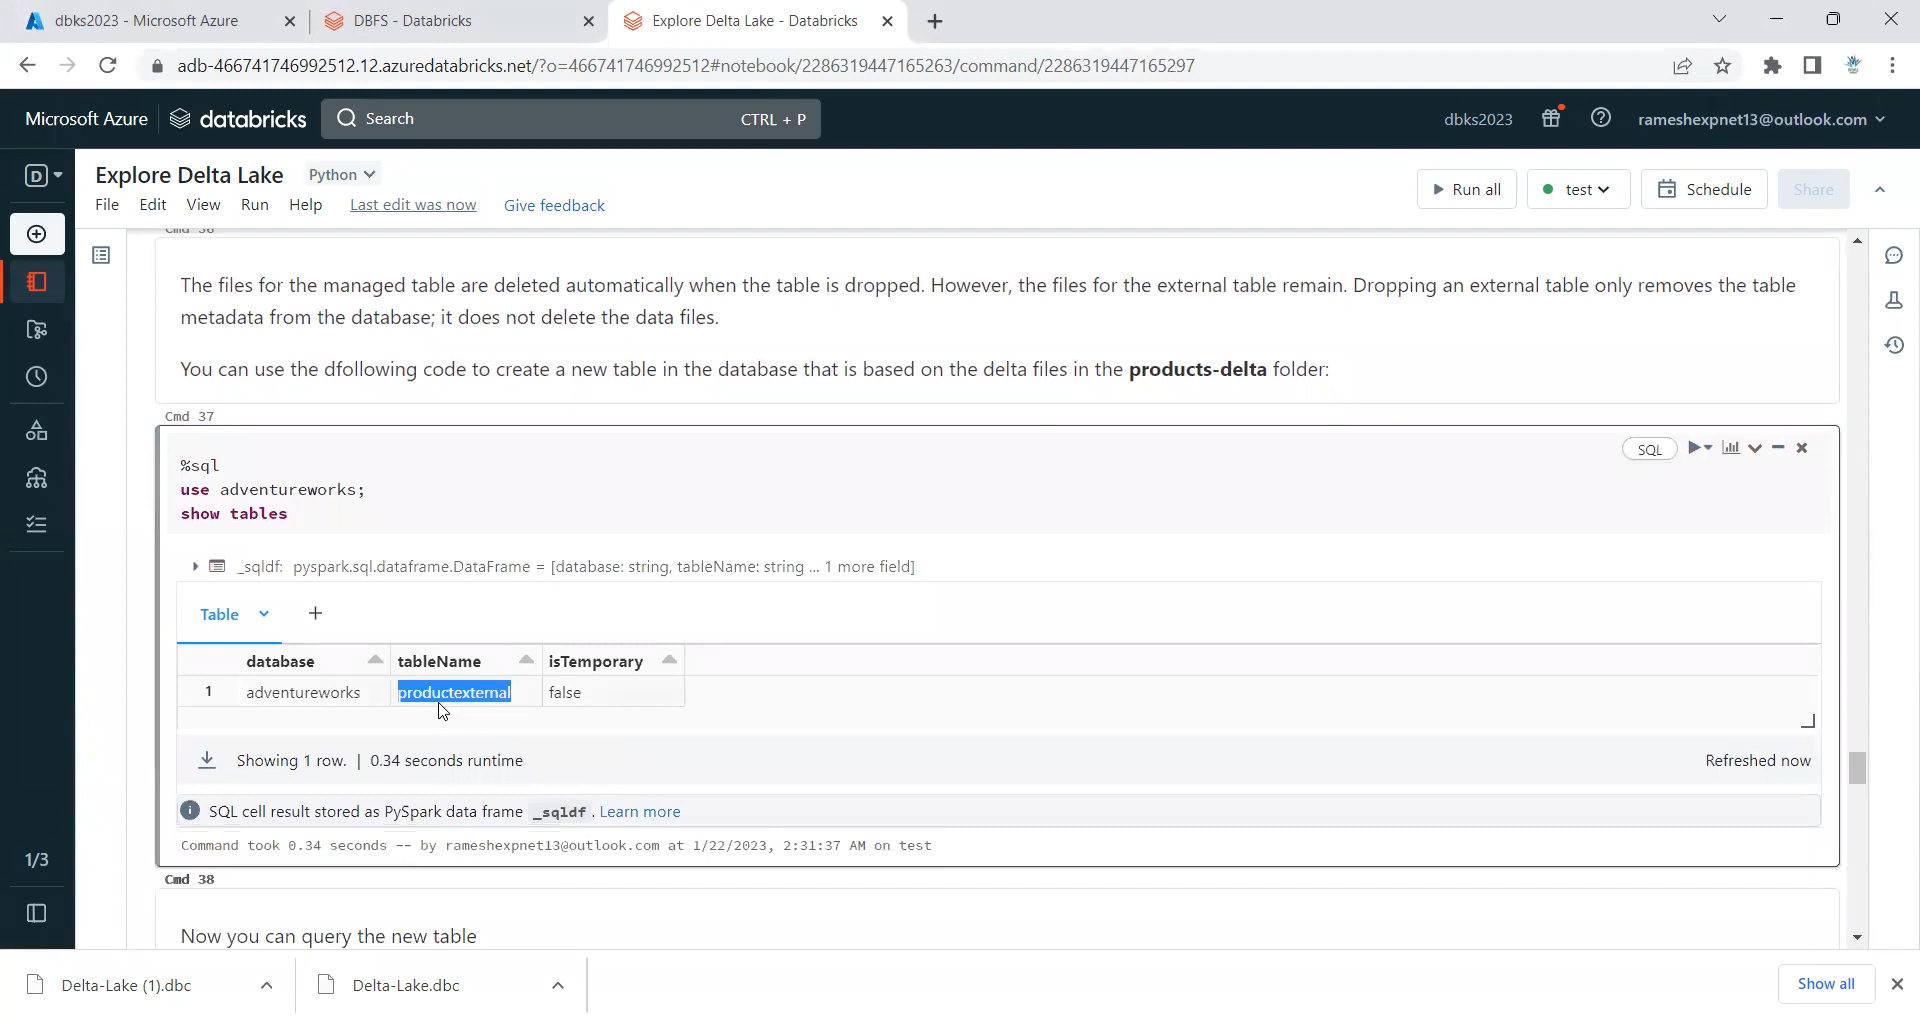 dbks2023 - Microsoft Azure
DBFS - Databricks
Explore Delta Lake - Databricks
adb-466741746992512.12.azuredatabricks.net/?o=466741746992512#notebook/2286319447165263/command/2286319447165297
Microsoft Azure
databricks
Search
CTRL + P
dbks2023
rameshexpnet13@outlook.com
D
Explore Delta Lake
Python
Run all
test
Schedule
Share
File Edit View Run Help Last edit was now Give feedback
Cmd 36
The files for the managed table are deleted automatically when the table is dropped. However, the files for the external table remain. Dropping an external table only removes the table
metadata from the database; it does not delete the data files.
You can use the dfollowing code to create a new table in the database that is based on the delta files in the products-delta folder:
Cmd 37
SQL
%sql
use adventureworks;
show tables
_sqldf: pyspark.sql.dataframe.DataFrame = [database: string, tableName: string ... 1 more field]
Table
database tableName isTemporary
1 adventureworks productexternal false
Showing 1 row. | 0.34 seconds runtime
Refreshed now
SQL cell result stored as PySpark data frame _sqldf. Learn more
Command took 0.34 seconds -- by rameshexpnet13@outlook.com at 1/22/2023, 2:31:37 AM on test
1/3
Cmd 38
Now you can query the new table
Delta-Lake (1).dbc
Delta-Lake.dbc
Show all